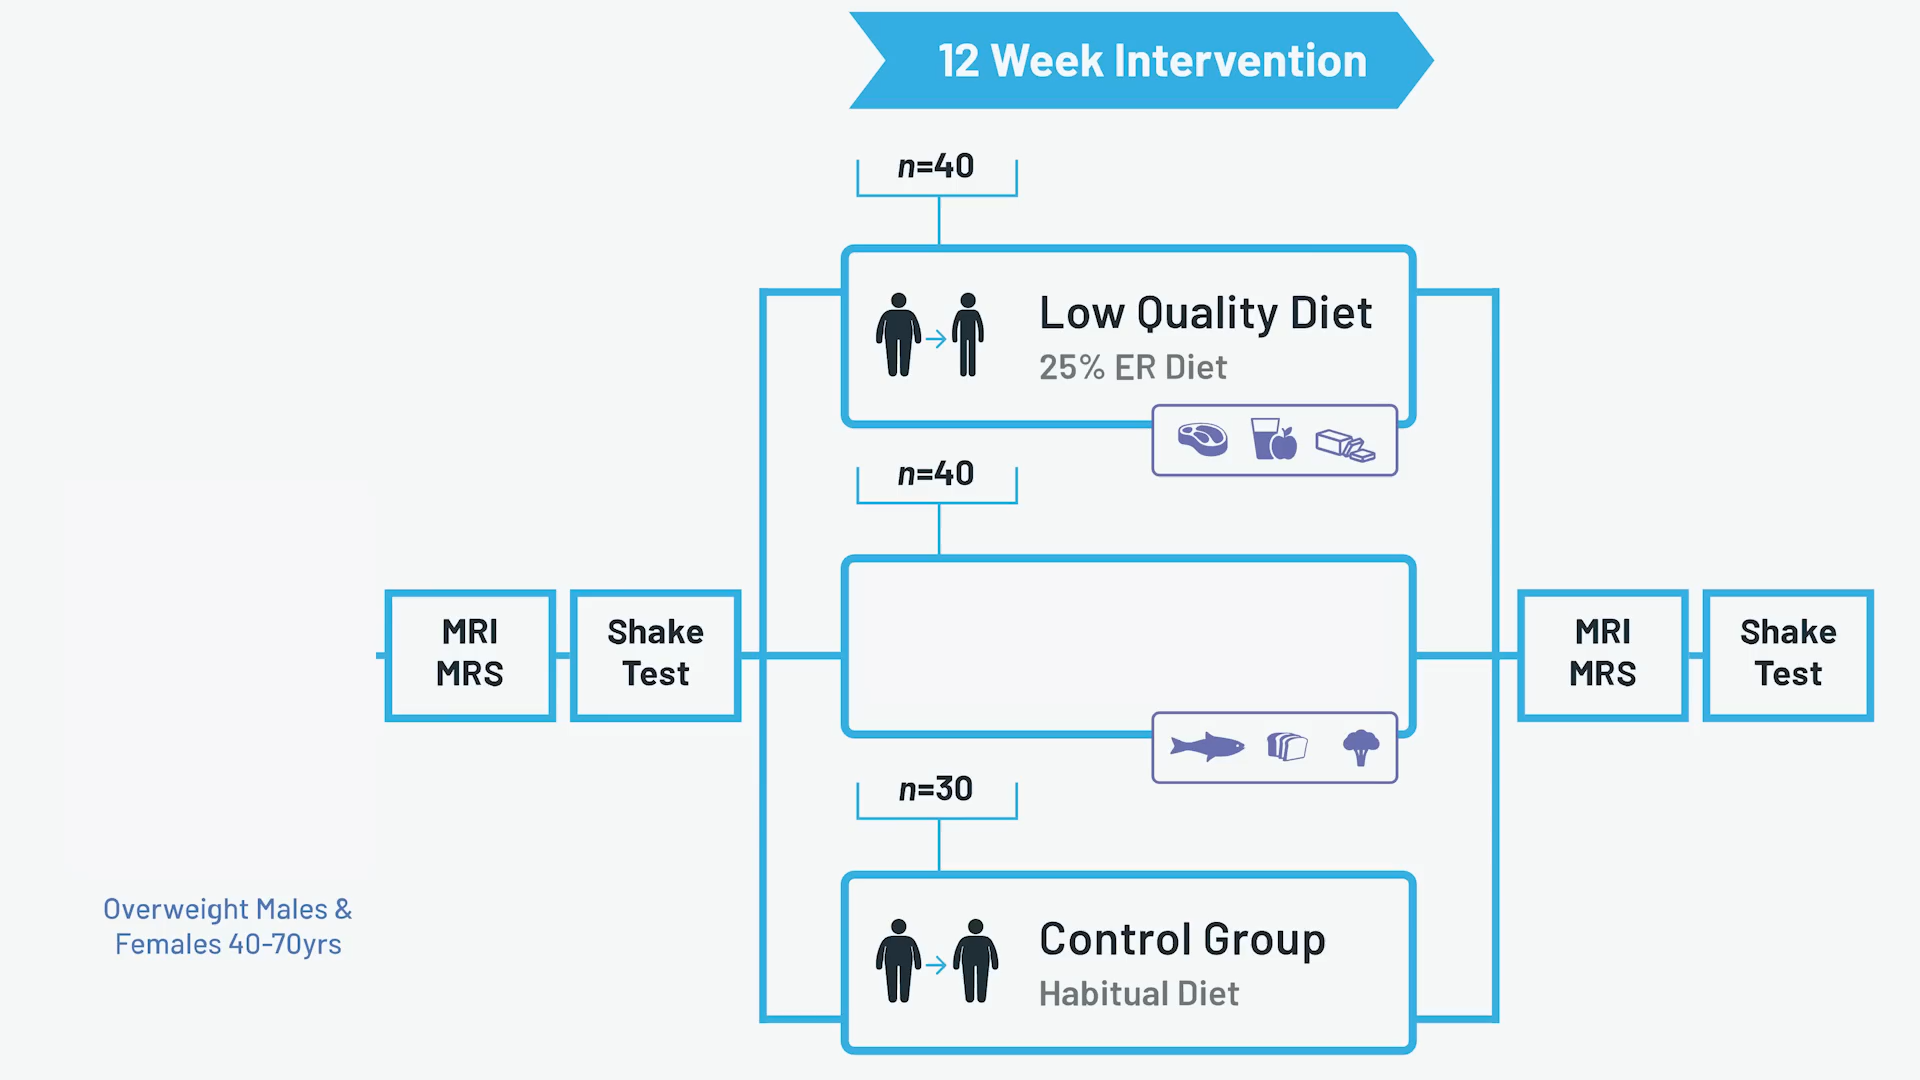 12 Week Intervention
n=40
Low Quality Diet
25% ER Diet
n=40
MRI
MRS
Shake
Test
MRI
MRS
Shake
Test
n=30
Overweight Males &
Females 40-70yrs
Control Group
Habitual Diet